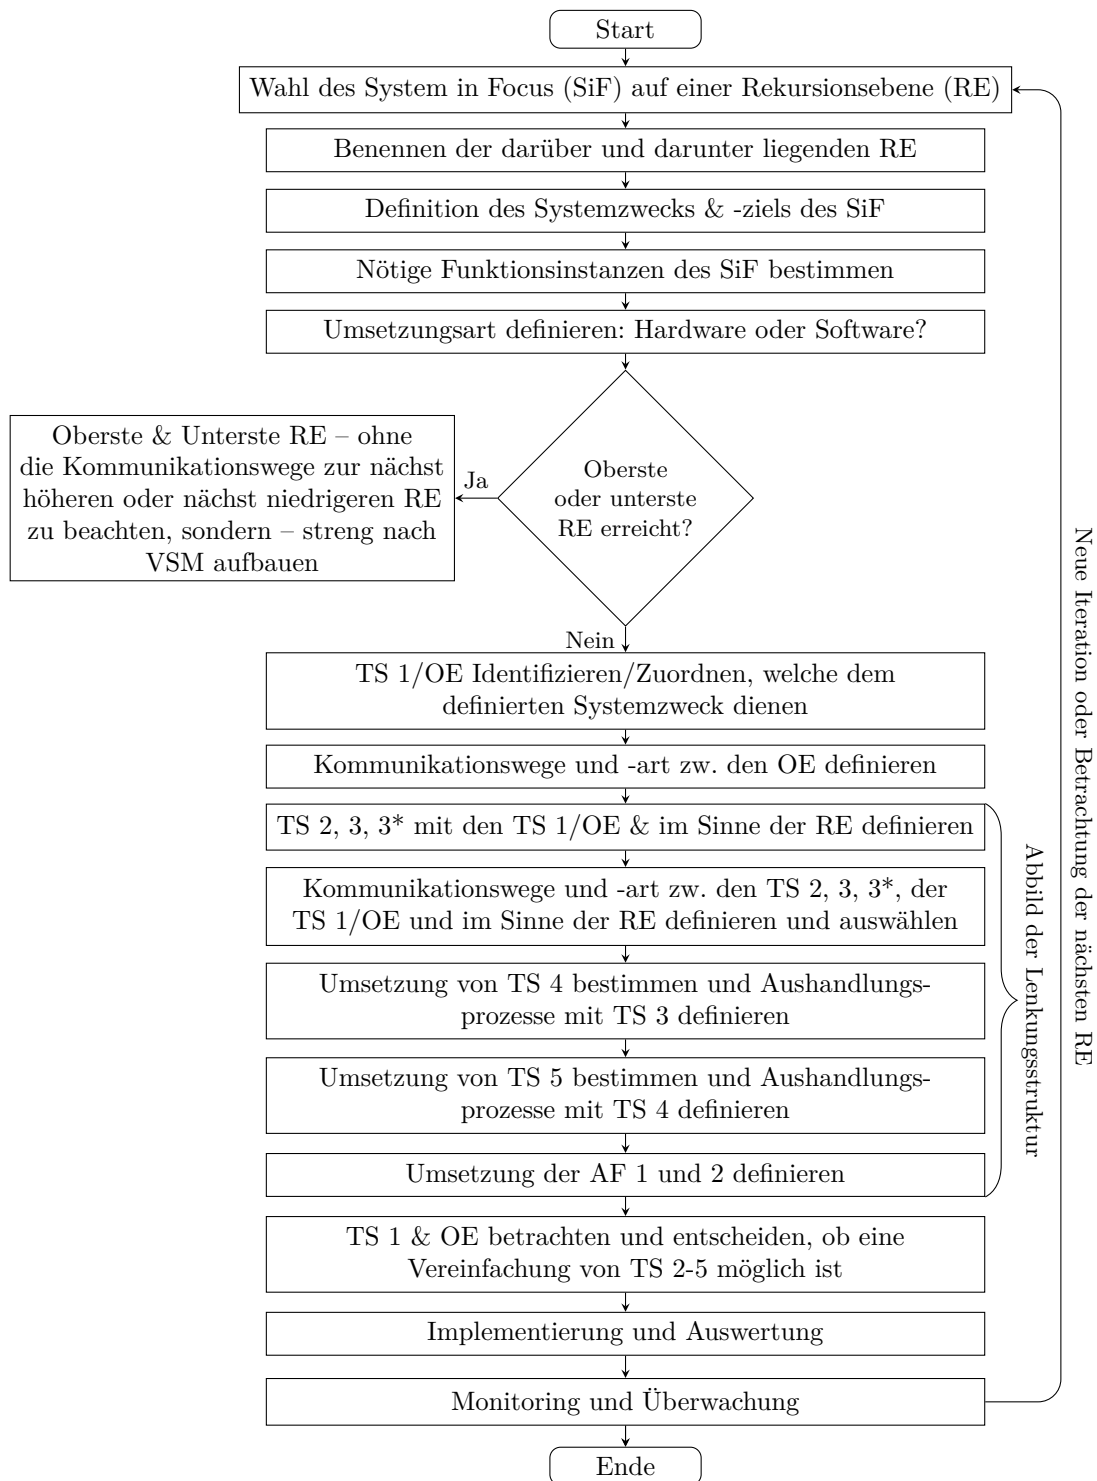 Start
Wahl des System in Focus (SiF) auf einer Rekursionsebene (RE)
Benennen der darüber und darunter liegenden RE
Definition des Systemzwecks & -ziels des SiF
Nötige Funktionsinstanzen des SiF bestimmen
Umsetzungsart definieren: Hardware oder Software?
Oberste
oder unterste
RE erreicht?
Ja
Oberste & Unterste RE – ohne
die Kommunikationswege zur nächst
höheren oder nächst niedrigeren RE
zu beachten, sondern – streng nach
VSM aufbauen
Nein
TS 1/OE Identifizieren/Zuordnen, welche dem
definierten Systemzweck dienen
Kommunikationswege und -art zw. den OE definieren
TS 2, 3, 3* mit den TS 1/OE & im Sinne der RE definieren
Kommunikationswege und -art zw. den TS 2, 3, 3*, der
TS 1/OE und im Sinne der RE definieren und auswählen
Umsetzung von TS 4 bestimmen und Aushandlungs-
prozesse mit TS 3 definieren
Umsetzung von TS 5 bestimmen und Aushandlungs-
prozesse mit TS 4 definieren
Umsetzung der AF 1 und 2 definieren
Abbild der Lenkungsstruktur
TS 1 & OE betrachten und entscheiden, ob eine
Vereinfachung von TS 2-5 möglich ist
Implementierung und Auswertung
Monitoring und Überwachung
Neue Iteration oder Betrachtung der nächsten RE
Ende